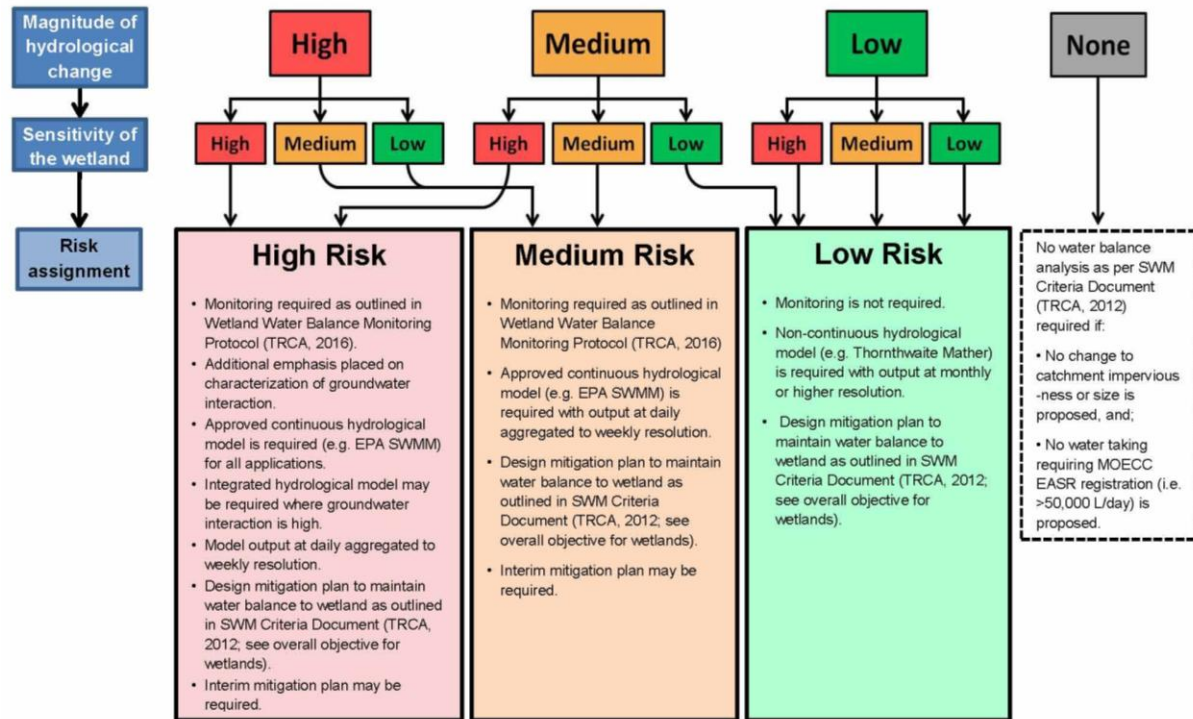 Magnitude of
hydrological
change
High
Medium
Low
None
Sensitivity of
the wetland
High
Medium
Low
High
Medium
Low
High
Medium
Low
Risk
assignment
High Risk
• Monitoring required as outlined in
Wetland Water Balance Monitoring
Protocol (TRCA, 2016).
• Additional emphasis placed on
characterization of groundwater
interaction.
• Approved continuous hydrological
model is required (e.g. EPA SWMM)
for all applications.
• Integrated hydrological model may
be required where groundwater
interaction is high.
• Model output at daily aggregated to
weekly resolution.
• Design mitigation plan to maintain
water balance to wetland as outlined
in SWM Criteria Document (TRCA,
2012; see overall objective for
wetlands).
• Interim mitigation plan may be
required.
Medium Risk
• Monitoring required as outlined in
Wetland Water Balance
Monitoring Protocol (TRCA, 2016)
• Approved continuous hydrological
model (e.g. EPA SWMM) is
required with output at daily
aggregated to weekly resolution.
• Design mitigation plan to maintain
water balance to wetland as
outlined in SWM Criteria
Document (TRCA, 2012; see
overall objective for wetlands).
• Interim mitigation plan may be
required.
Low Risk
• Monitoring is not required.
• Non-continuous hydrological
model (e.g. Thornthwaite Mather)
is required with output at monthly
or higher resolution.
• Design mitigation plan to
maintain water balance to
wetland as outlined in SWM
Criteria Document (TRCA, 2012;
see overall objective for
wetlands).
No water balance
analysis as per SWM
Criteria Document
(TRCA, 2012)
required if:
• No change to
catchment impervious
-ness or size is
proposed, and;
• No water taking
requiring MOECC
EASR registration (i.e.
>50,000 L/day) is
proposed.